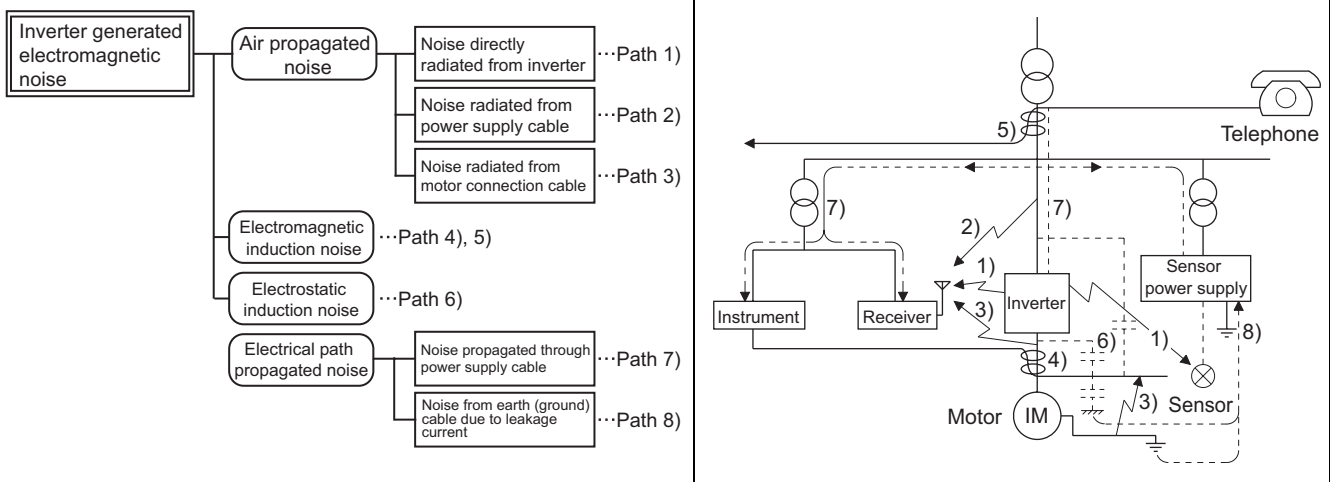 Inverter generated
electromagnetic
noise
Air propagated
noise
Noise directly
radiated from inverter
···Path 1)
Noise radiated from
power supply cable
···Path 2)
Noise radiated from
motor connection cable
···Path 3)
Electromagnetic
induction noise
···Path 4), 5)
Electrostatic
induction noise
···Path 6)
Electrical path
propagated noise
Noise propagated through
power supply cable
···Path 7)
Noise from earth (ground)
cable due to leakage
current
···Path 8)
5)
Telephone
7)
7)
2)
1)
3)
Instrument
Receiver
Inverter
Sensor
power supply
1)
8)
6)
4)
3)
Sensor
Motor
IM